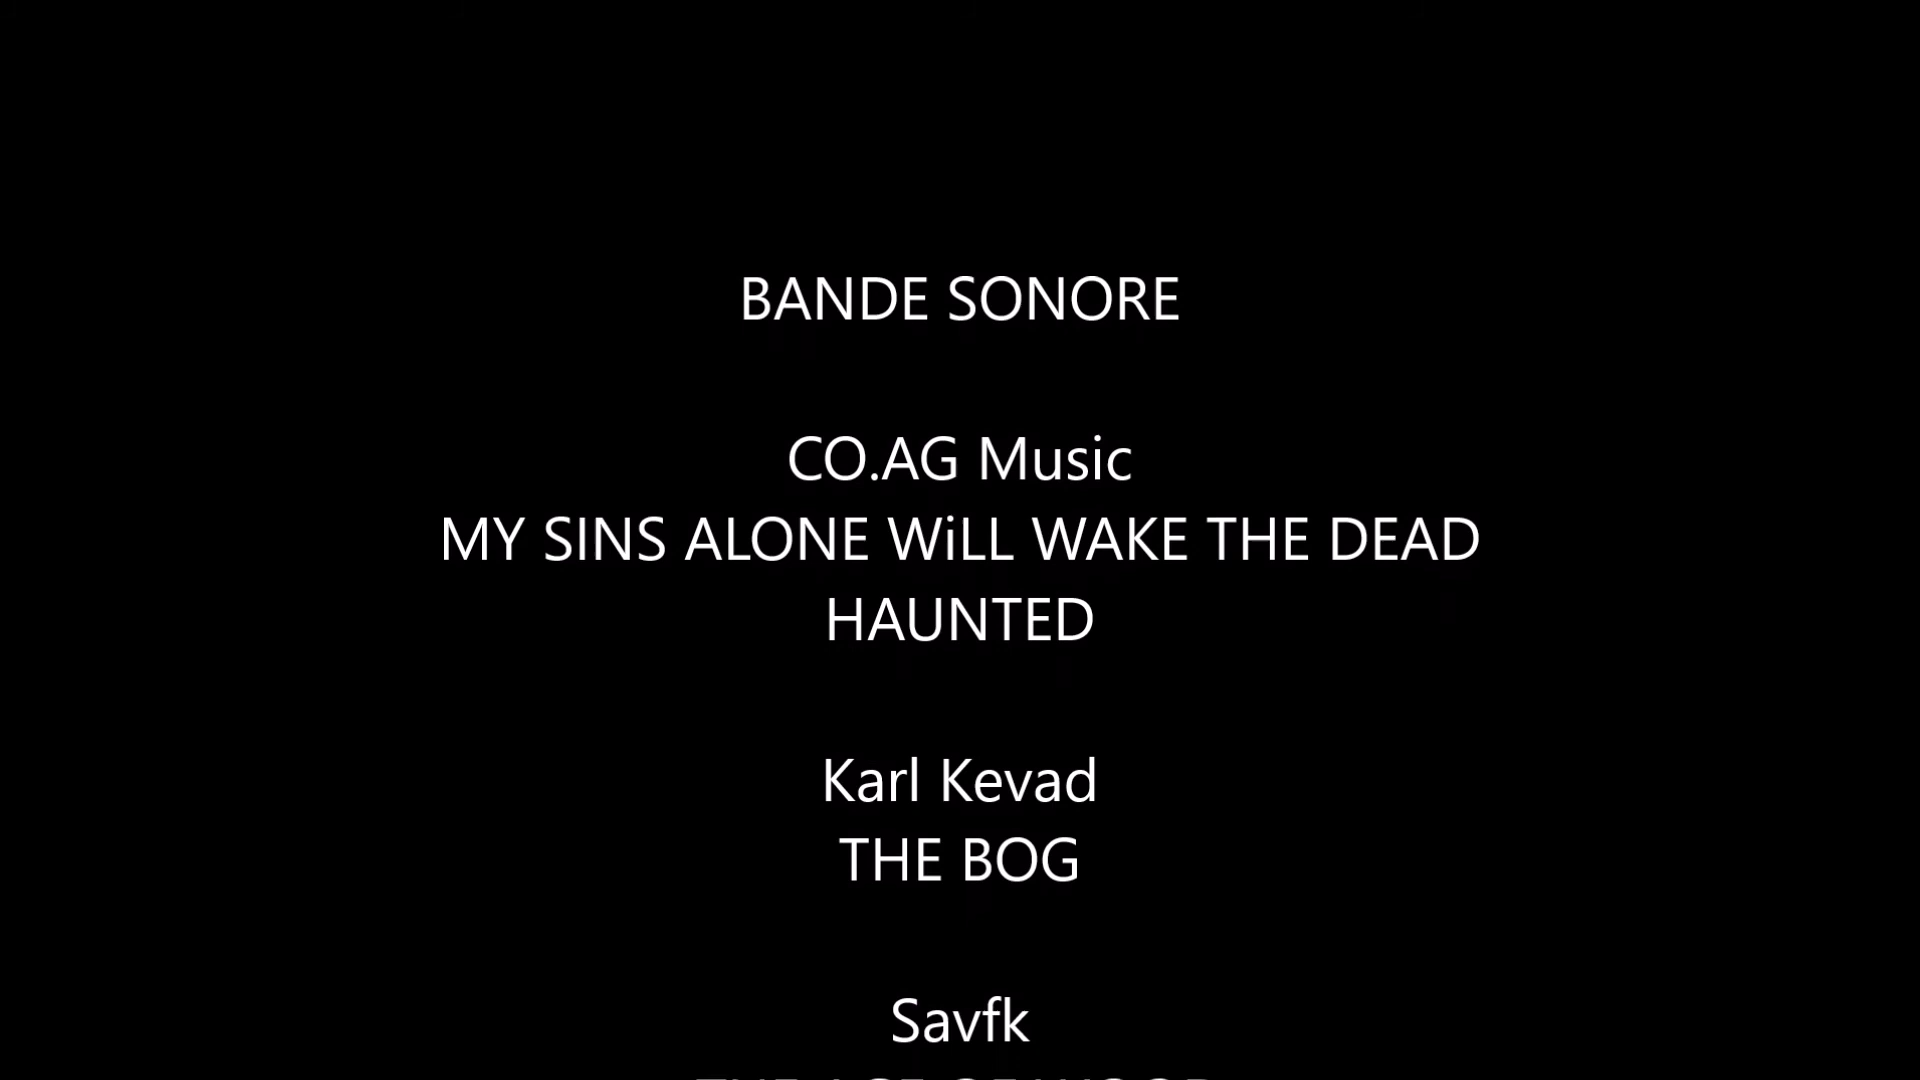 BANDE SONORE
CO.AG Music
MY SINS ALONE WiLL WAKE THE DEAD
HAUNTED
Karl Kevad
THE BOG
Savfk